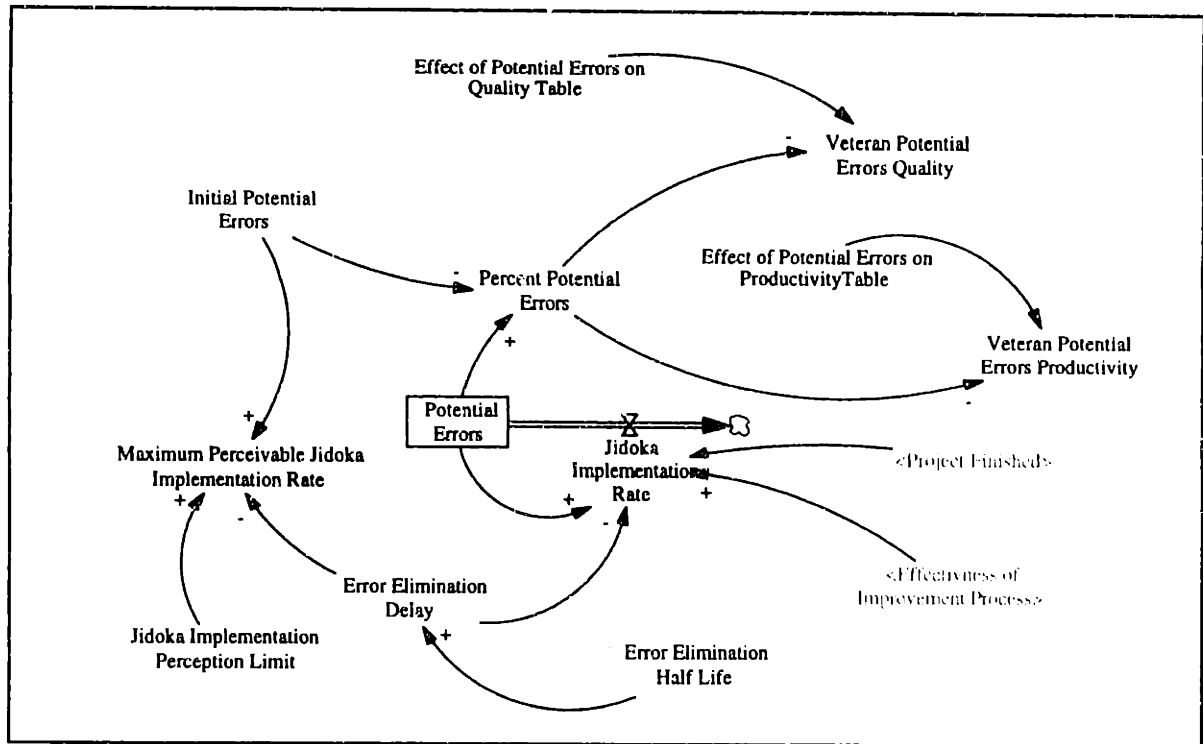 Effect of Potential Errors on
Quality Table
-
Veteran Potential
Errors Quality
Initial Potential
Errors
-
Percent Potential
Errors
+
Effect of Potential Errors on
ProductivityTable
Veteran Potential
Errors Productivity
-
Potential
Errors
+
Maximum Perceivable Jidoka
Implementation Rate
+
-
Jidoka
Implementations
Rate
+
-
+
<Project Finished>
<Effectivness of
Improvement Process>
Error Elimination
Delay
+
Jidoka Implementation
Perception Limit
Error Elimination
Half Life